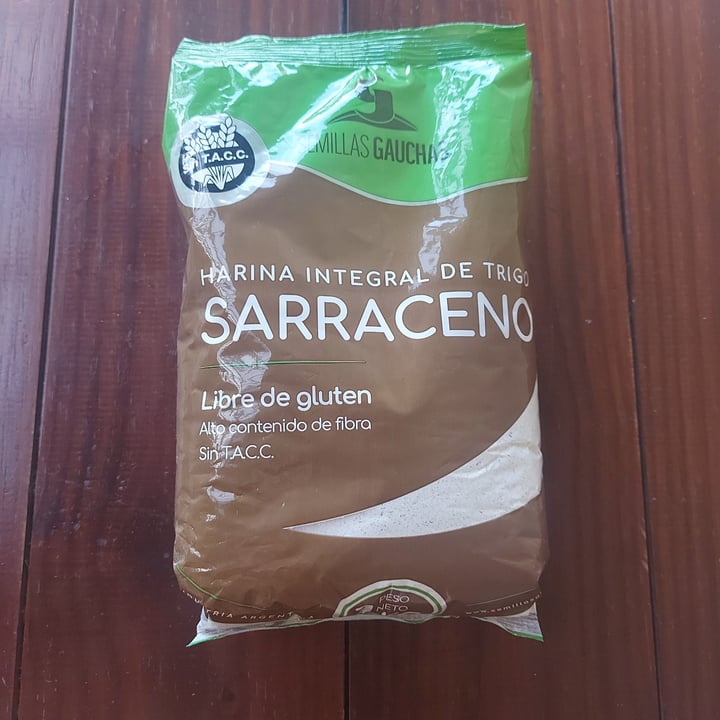 T.A.C.C.
SEMILLAS GAUCHAS
HARINA INTEGRAL DE TRIGO
SARRACENO
Libre de gluten
Alto contenido de fibra
Sin T.A.C.C.
PESO
NETO